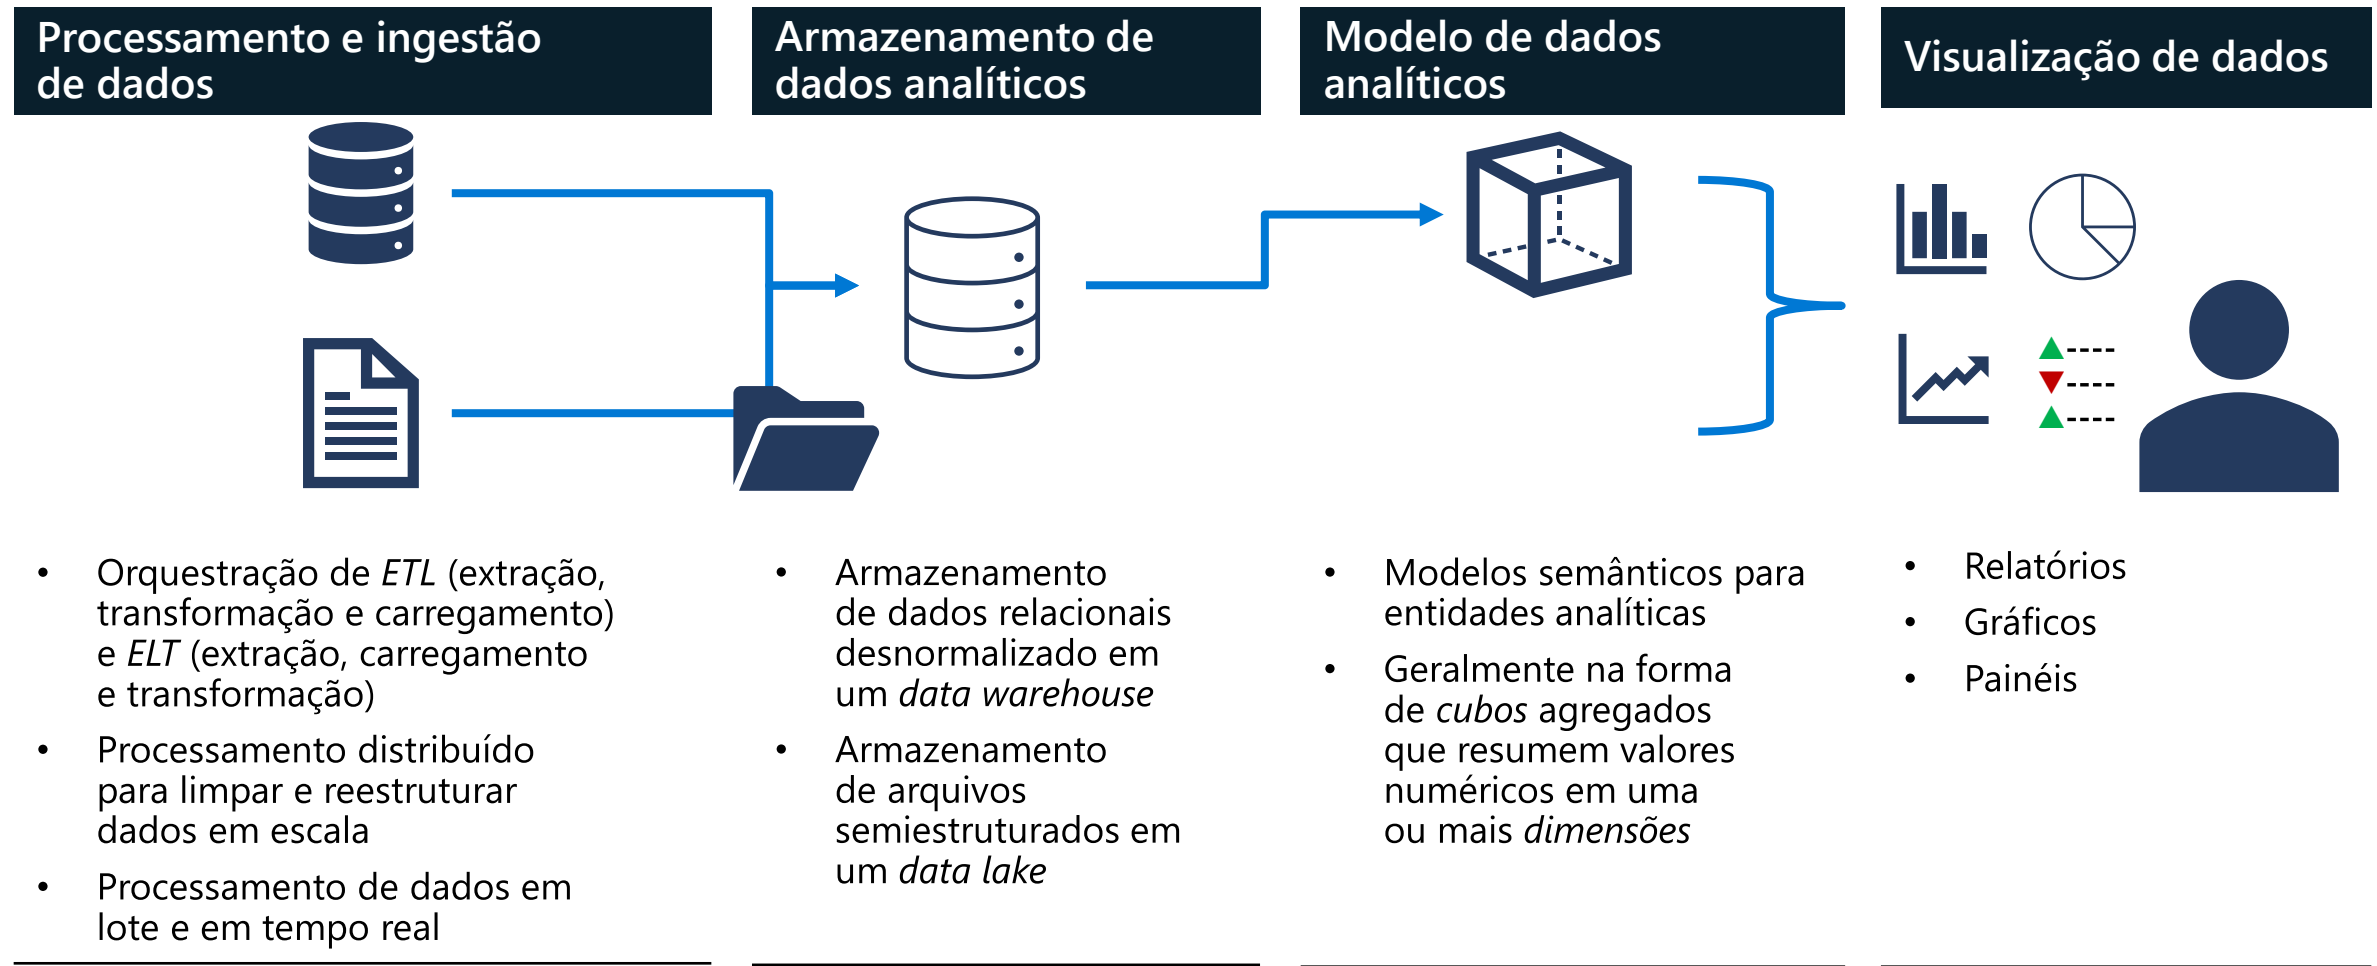 Processamento e ingestão
de dados
Armazenamento de
dados analíticos
Modelo de dados
analíticos
Visualização de dados
• Orquestração de ETL (extração,
transformação e carregamento)
e ELT (extração, carregamento
e transformação)
• Processamento distribuído
para limpar e reestruturar
dados em escala
• Processamento de dados em
lote e em tempo real
• Armazenamento
de dados relacionais
desnormalizado em
um data warehouse
• Armazenamento
de arquivos
semiestruturados em
um data lake
• Modelos semânticos para
entidades analíticas
• Geralmente na forma
de cubos agregados
que resumem valores
numéricos em uma
ou mais dimensões
• Relatórios
• Gráficos
• Painéis